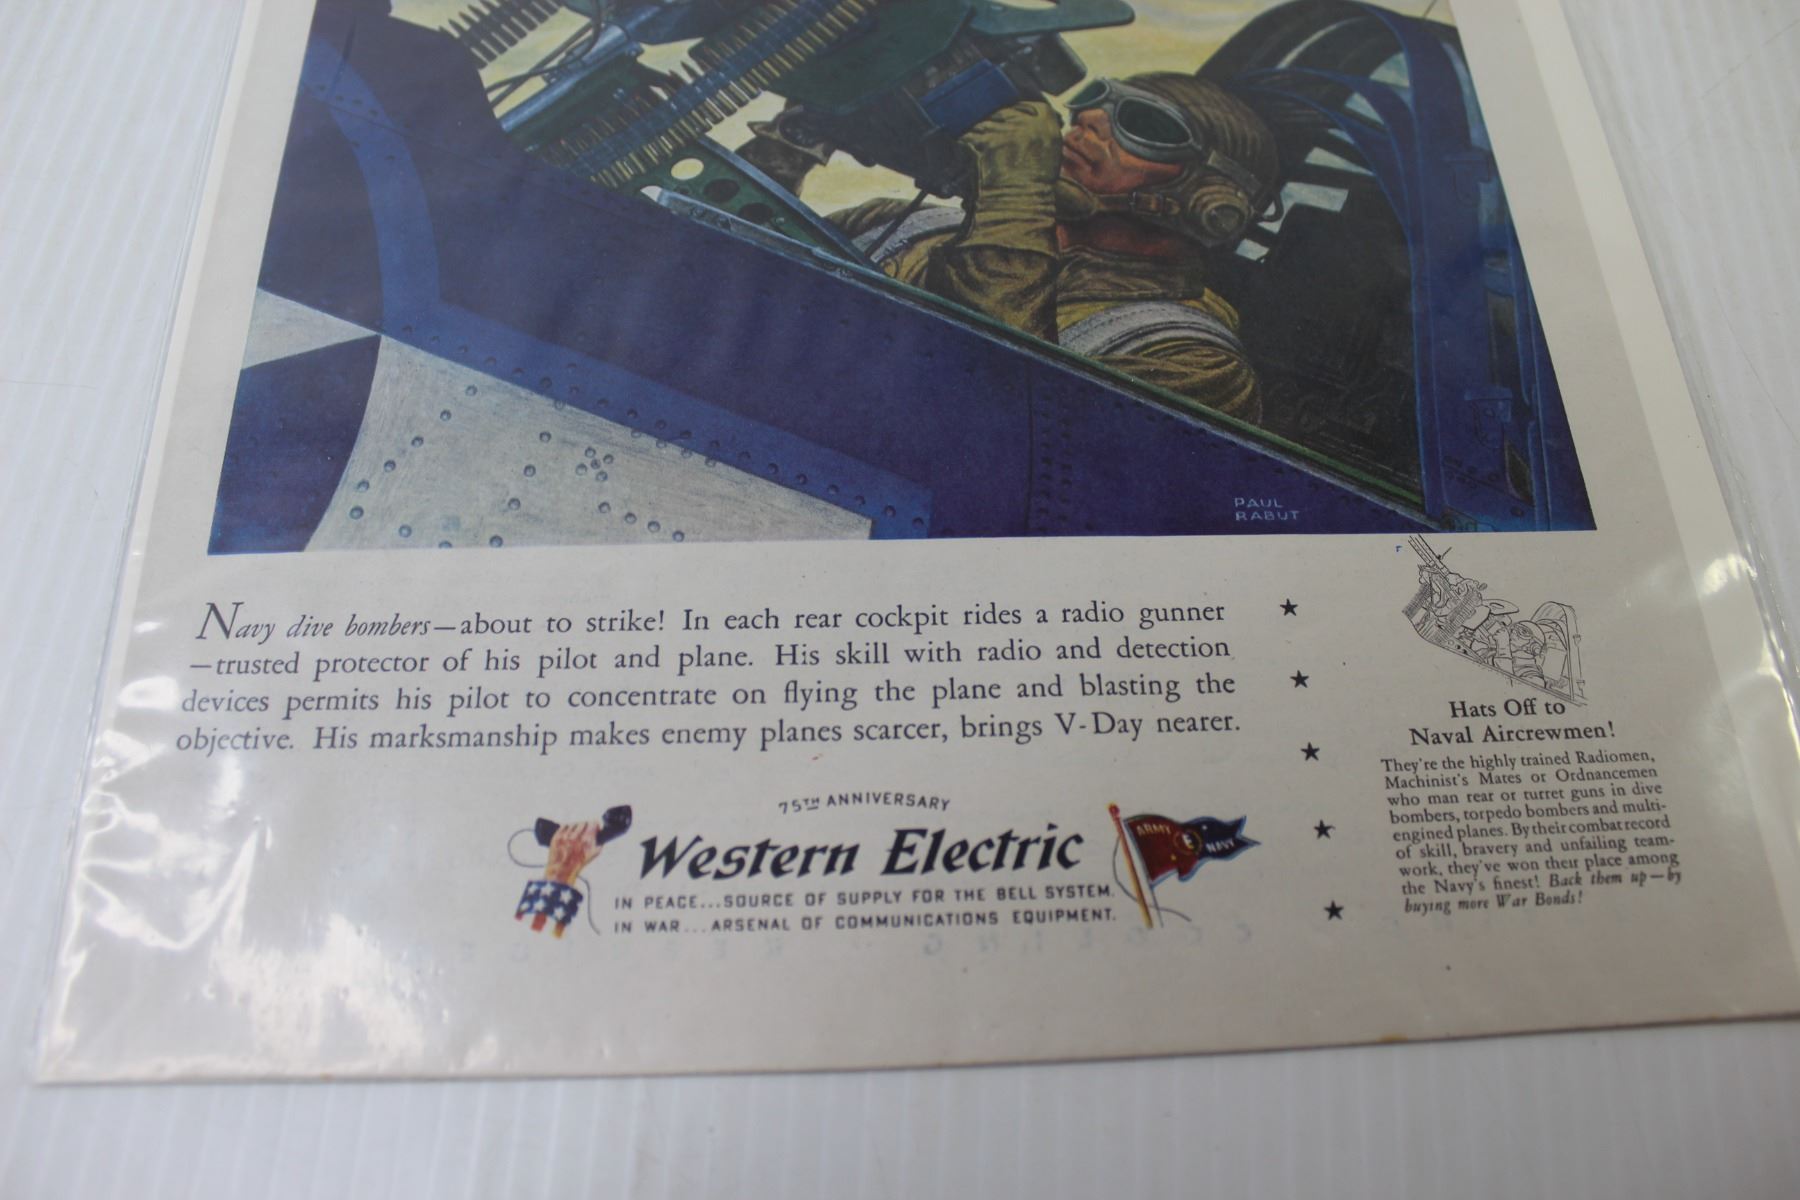 PAUL
RABUT
Navy dive bombers—about to strike! In each rear cockpit rides a radio gunner
—trusted protector of his pilot and plane. His skill with radio and detection
devices permits his pilot to concentrate on flying the plane and blasting the
objective. His marksmanship makes enemy planes scarcer, brings V-Day nearer.
75TH ANNIVERSARY
Western Electric
IN PEACE...SOURCE OF SUPPLY FOR THE BELL SYSTEM.
IN WAR...ARSENAL OF COMMUNICATIONS EQUIPMENT.
ARMY
E
NAVY
Hats Off to
Naval Aircrewmen!
They're the highly trained Radiomen,
Machinist's Mates or Ordnancemen
who man rear or turret guns in dive
bombers, torpedo bombers and multi-
engined planes. By their combat record
of skill, bravery and unfailing team-
work, they've won their place among
the Navy's finest! Back them up—by
buying more War Bonds!